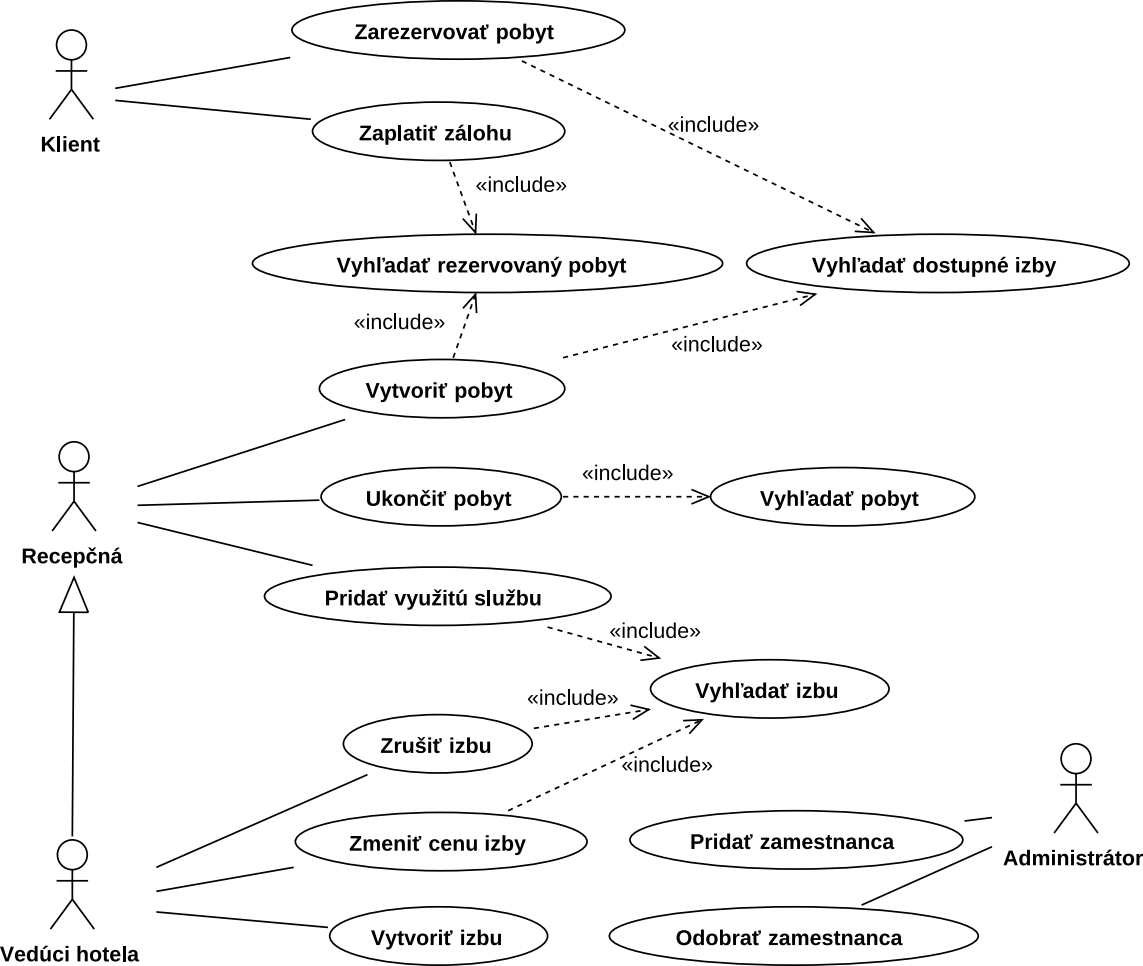 Zarezervovať pobyt
Klient
«include»
Zaplatiť zálohu
«include»
Vyhľadať rezervovaný pobyt
Vyhľadať dostupné izby
«include»
«include»
Vytvoriť pobyt
«include»
Ukončiť pobyt
Vyhľadať pobyt
Recepčná
Pridať využitú službu
«include»
Vyhľadať izbu
«include»
Zrušiť izbu
«include»
Zmeniť cenu izby
Pridať zamestnanca
Administrátor
Vytvoriť izbu
Odobrať zamestnanca
Vedúci hotela